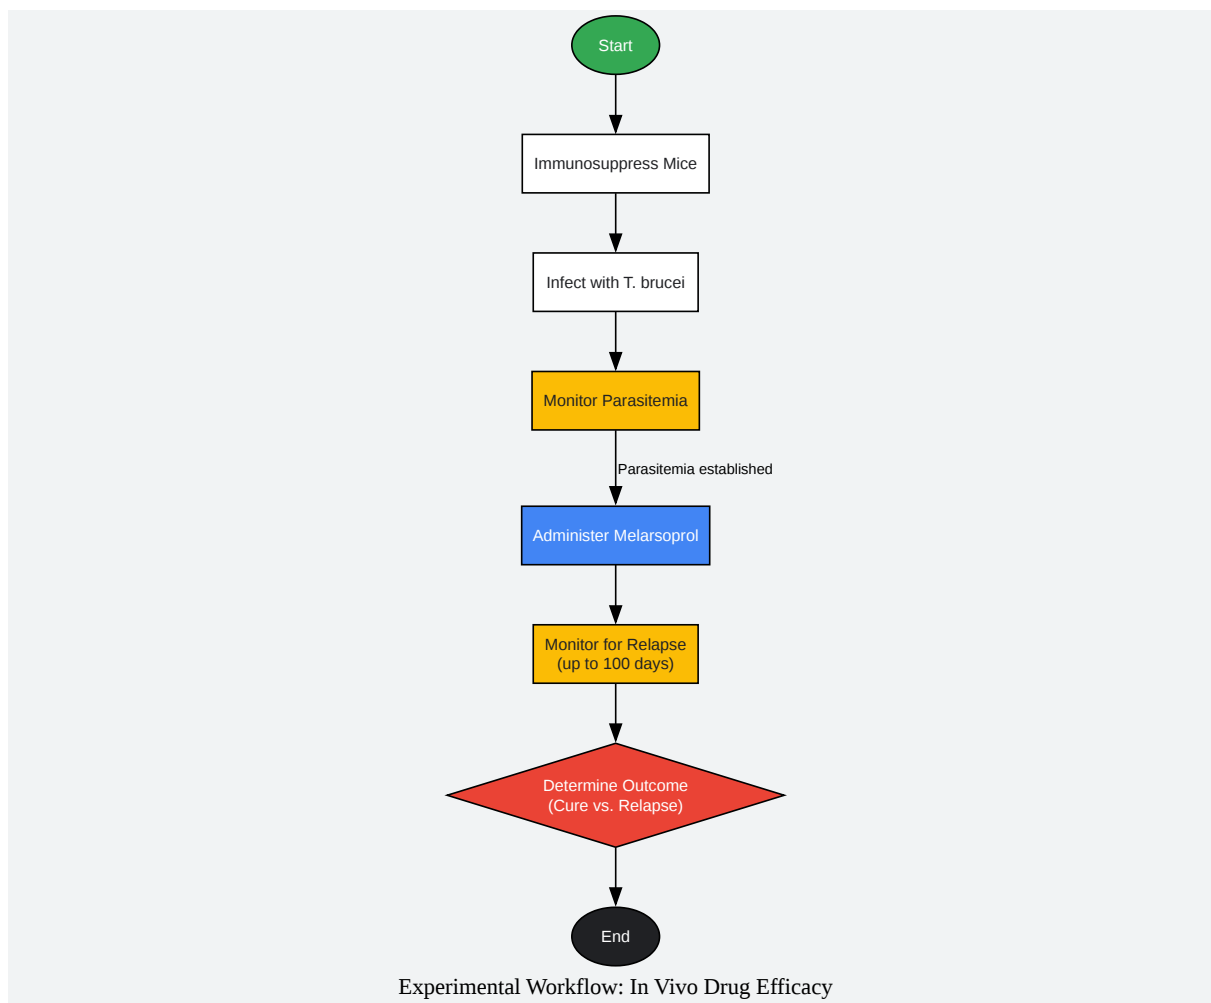 Start
Immunosuppress Mice
Infect with T. brucei
Monitor Parasitemia
Parasitemia established
Administer Melarsoprol
Monitor for Relapse
(up to 100 days)
Determine Outcome
(Cure vs. Relapse)
End
Experimental Workflow: In Vivo Drug Efficacy